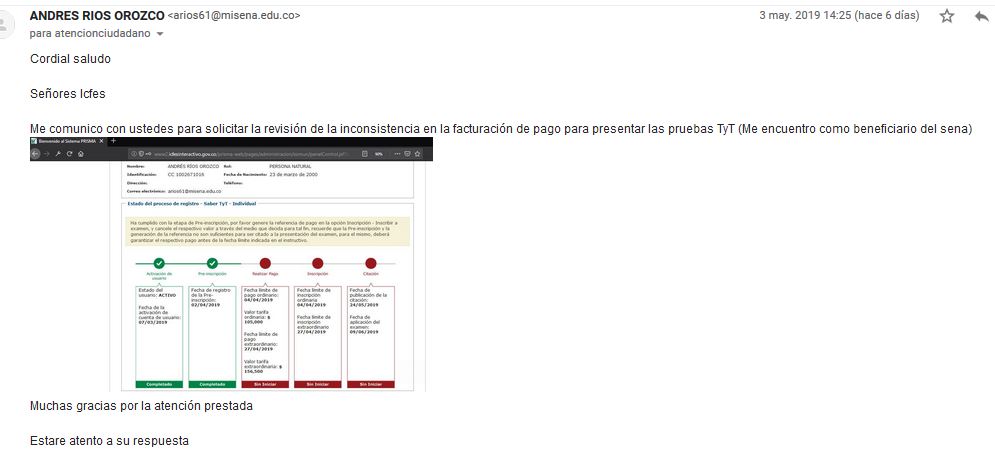 ANDRES RIOS OROZCO <arios61@misena.edu.co>
3 may. 2019 14:25 (hace 6 días)
para atencionciudadano
Cordial saludo
Señores Icfes
Me comunico con ustedes para solicitar la revisión de la inconsistencia en la facturación de pago para presentar las pruebas TyT (Me encuentro como beneficiario del sena)
Bienvenido al Sistema PRISMA
Nombre: ANDRÉS RÍOS OROZCO Rol: PERSONA NATURAL
Identificación: CC 1002671016 Fecha de Nacimiento: 23 de marzo de 2000
Dirección: Teléfono:
Correo electrónico: arios61@misena.edu.co
Estado del proceso de registro - Saber TyT - Individual
Ha cumplido con la etapa de Pre-inscripción, por favor genere la referencia de pago en la opción Inscripción - Inscribir a
examen, y cancele el respectivo valor a través del medio que decida para tal fin, recuerde que la Pre-inscripción y la
generación de la referencia no son suficientes para ser citado a la presentación del examen, para el mismo, deberá
garantizar el respectivo pago antes de la fecha límite indicada en el instructivo.
Activación de
usuario
Pre-inscripción
Realizar Pago
Inscripción
Citación
Estado del
usuario: ACTIVO
Fecha de la
activación de
cuenta de usuario:
07/03/2019
Completado
Fecha de registro
de la Pre-
inscripción:
02/04/2019
Completado
Fecha límite de
pago ordinario:
04/04/2019
Valor tarifa
ordinaria: $
105,000
Fecha límite de
pago
extraordinario:
27/04/2019
Valor tarifa
extraordinaria: $
156,500
Sin Iniciar
Fecha límite de
inscripción
ordinaria
04/04/2019
Fecha límite de
inscripción
extraordinario
27/04/2019
Sin Iniciar
Fecha de
publicación de la
citación:
24/05/2019
Fecha de
aplicación del
examen:
09/06/2019
Sin Iniciar
Muchas gracias por la atención prestada
Estare atento a su respuesta